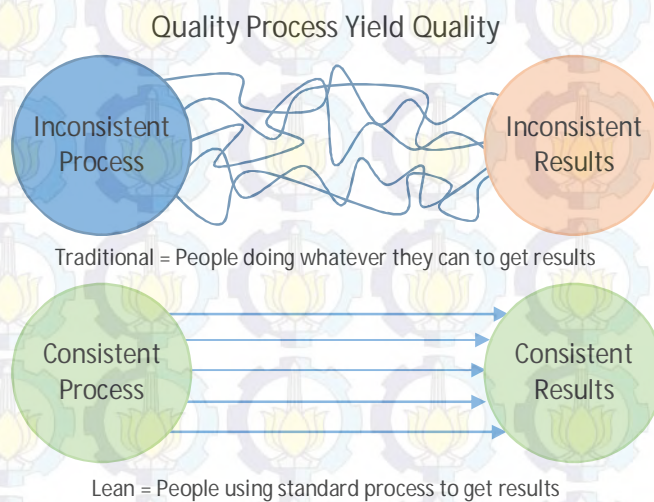 Quality Process Yield Quality
Inconsistent
Process
Inconsistent
Results
Traditional = People doing whatever they can to get results
Consistent
Process
Consistent
Results
Lean = People using standard process to get results